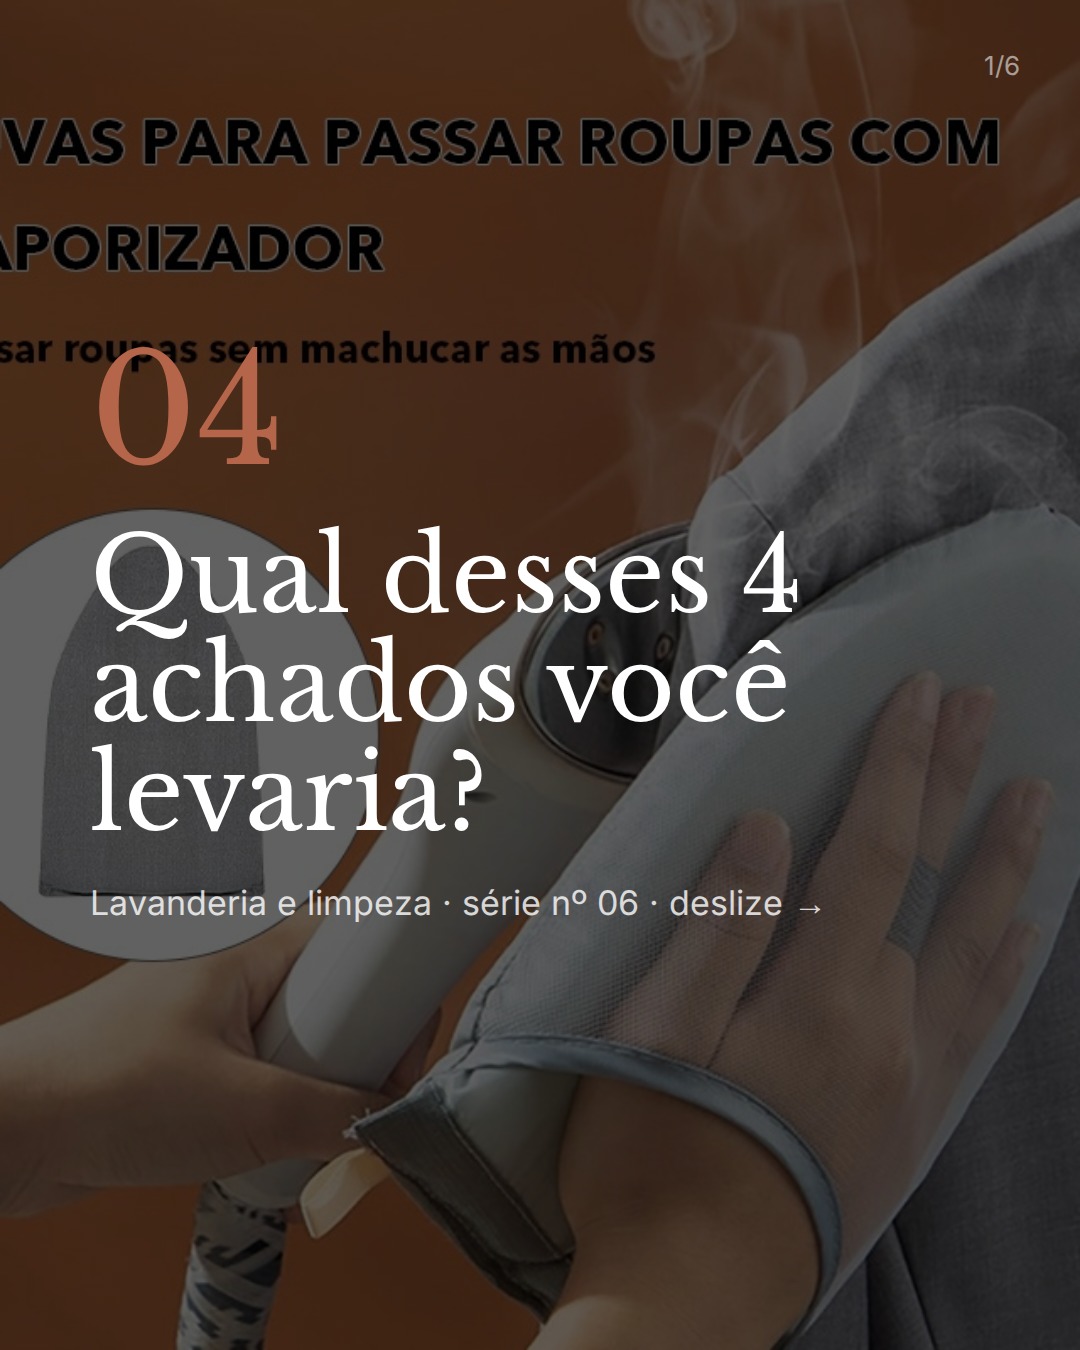 1/6
VAS PARA PASSAR ROUPAS COM
APORIZADOR
sar roupas sem machucar as mãos
04
Qual desses 4
achados você
levaria?
Lavanderia e limpeza · série nº 06 · deslize →